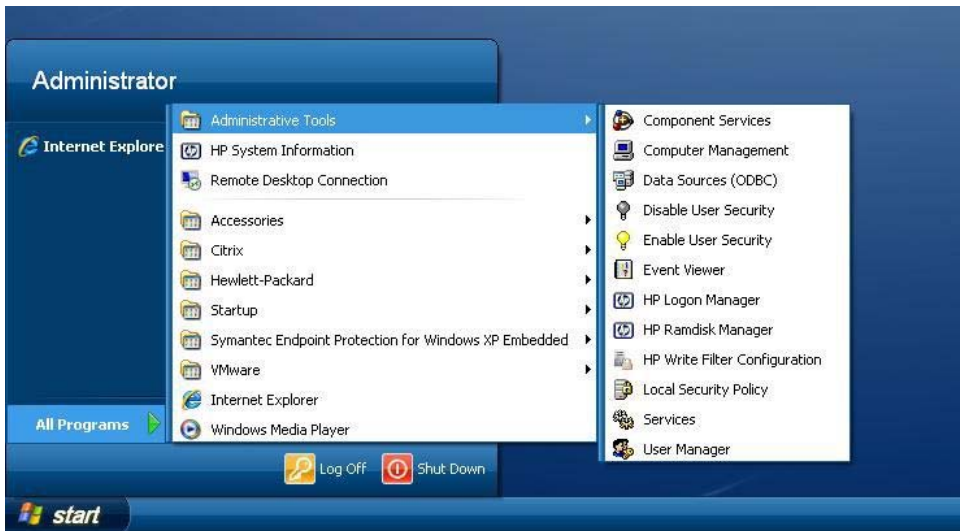 Administrator
Internet Explore
Administrative Tools
HP System Information
Remote Desktop Connection
Accessories
Citrix
Hewlett-Packard
Startup
Symantec Endpoint Protection for Windows XP Embedded
VMware
Internet Explorer
Windows Media Player
Component Services
Computer Management
Data Sources (ODBC)
Disable User Security
Enable User Security
Event Viewer
HP Logon Manager
HP Ramdisk Manager
HP Write Filter Configuration
Local Security Policy
Services
User Manager
All Programs
Log Off
Shut Down
start